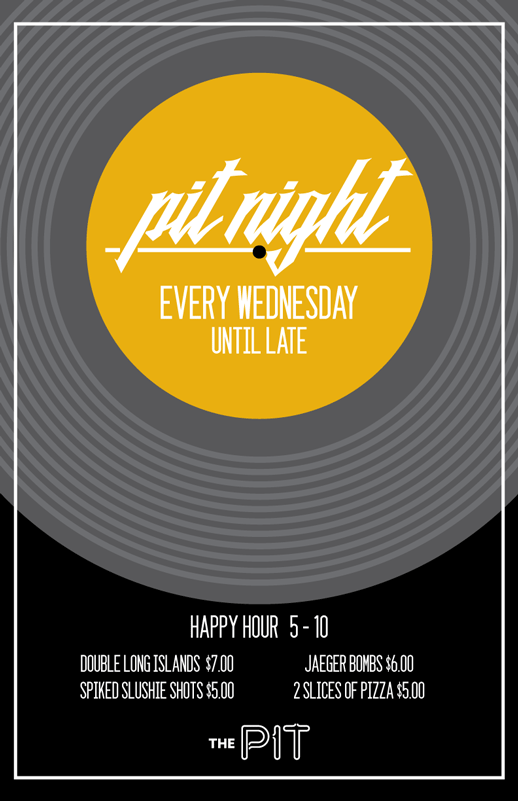 pit night
EVERY WEDNESDAY
UNTIL LATE
HAPPY HOUR 5 - 10
DOUBLE LONG ISLANDS $7.00
JAEGER BOMBS $6.00
SPIKED SLUSHIE SHOTS $5.00
2 SLICES OF PIZZA $5.00
THE PIT